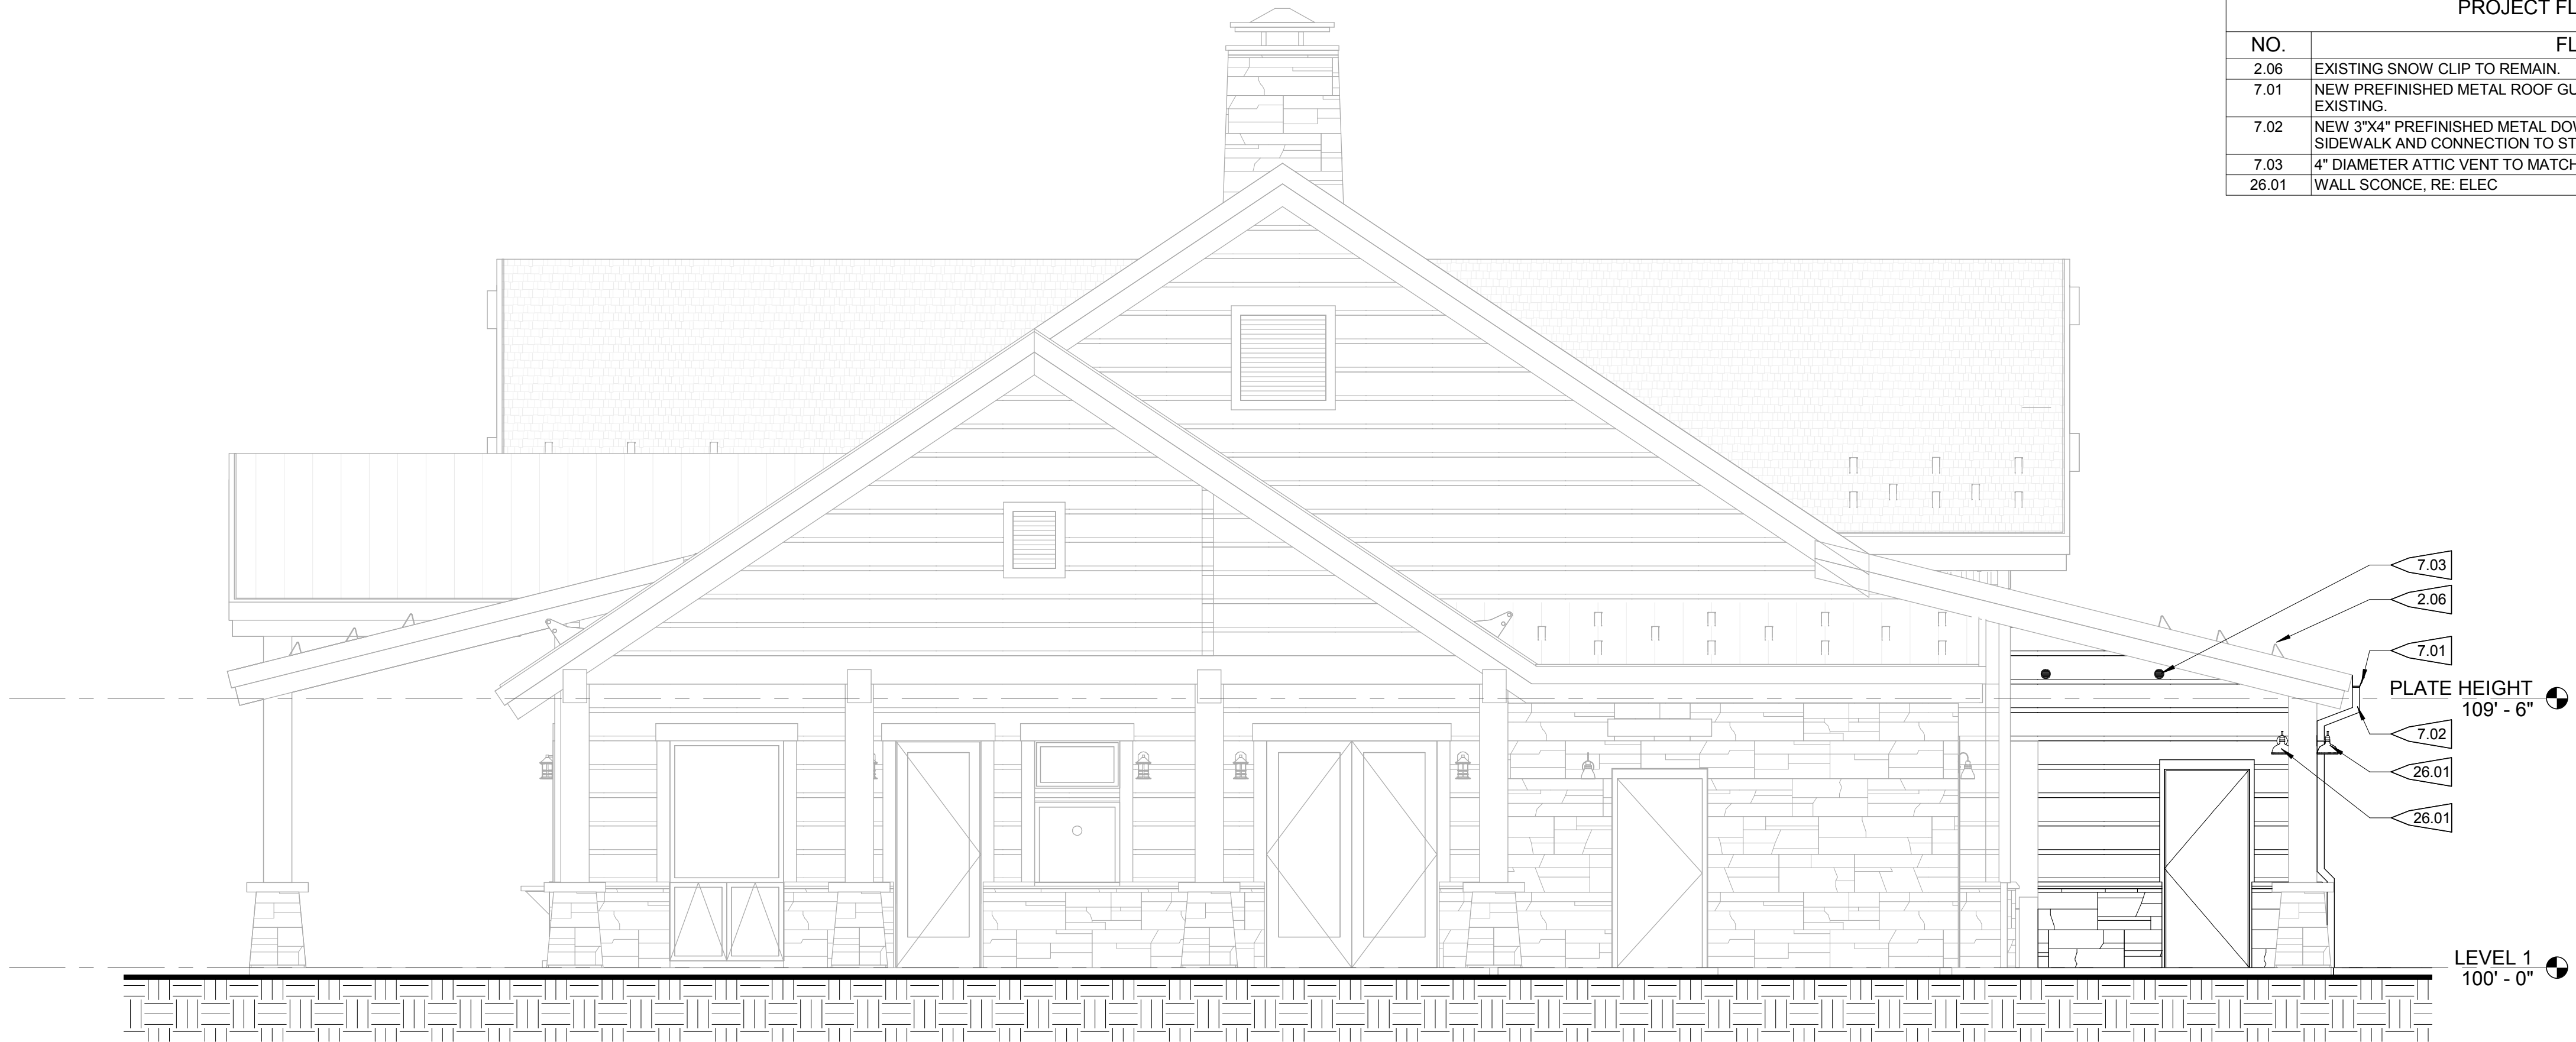 PROJECT FL
NO.
FL
2.06
EXISTING SNOW CLIP TO REMAIN.
7.01
NEW PREFINISHED METAL ROOF GU
EXISTING.
7.02
NEW 3"X4" PREFINISHED METAL DOW
SIDEWALK AND CONNECTION TO ST
7.03
4" DIAMETER ATTIC VENT TO MATCH
26.01
WALL SCONCE, RE: ELEC
7.03
2.06
7.01
PLATE HEIGHT
109' - 6"
7.02
26.01
26.01
LEVEL 1
100' - 0"